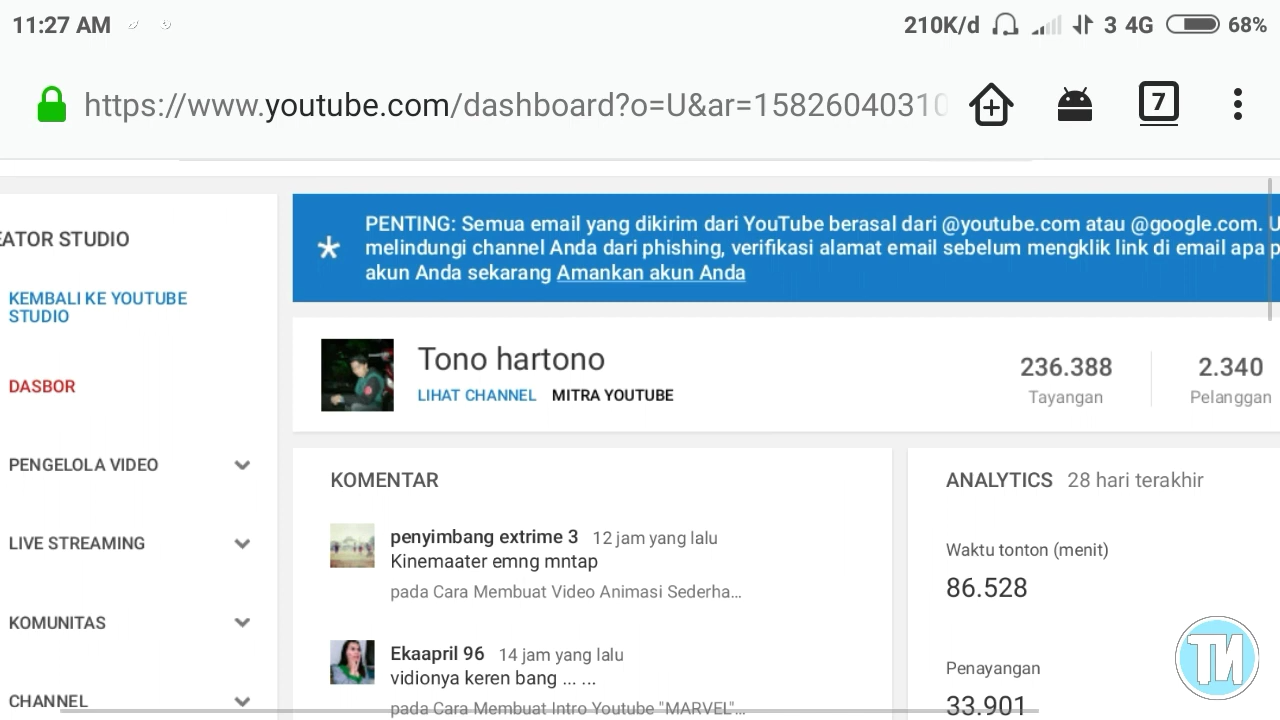 11:27 AM 210K/d 3 4G 68%
https://www.youtube.com/dashboard?o=U&ar=15826040310 7
EATOR STUDIO
KEMBALI KE YOUTUBE
STUDIO
DASBOR
PENGELOLA VIDEO
LIVE STREAMING
KOMUNITAS
CHANNEL
PENTING: Semua email yang dikirim dari YouTube berasal dari @youtube.com atau @google.com. U
melindungi channel Anda dari phishing, verifikasi alamat email sebelum mengklik link di email apa p
akun Anda sekarang Amankan akun Anda
Tono hartono
LIHAT CHANNEL MITRA YOUTUBE
236.388
Tayangan
2.340
Pelanggan
KOMENTAR
penyimbang extrime 3 12 jam yang lalu
Kinemaater emng mntap
pada Cara Membuat Video Animasi Sederha...
Ekaapril 96 14 jam yang lalu
vidionya keren bang ... ...
pada Cara Membuat Intro Youtube "MARVEL"...
ANALYTICS 28 hari terakhir
Waktu tonton (menit)
86.528
Penayangan
33.901